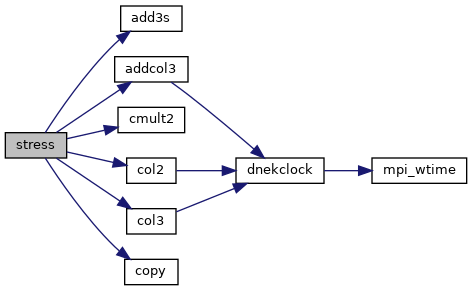 add3s
addcol3
cmult2
stress
col2
dnekclock
mpi_wtime
col3
copy